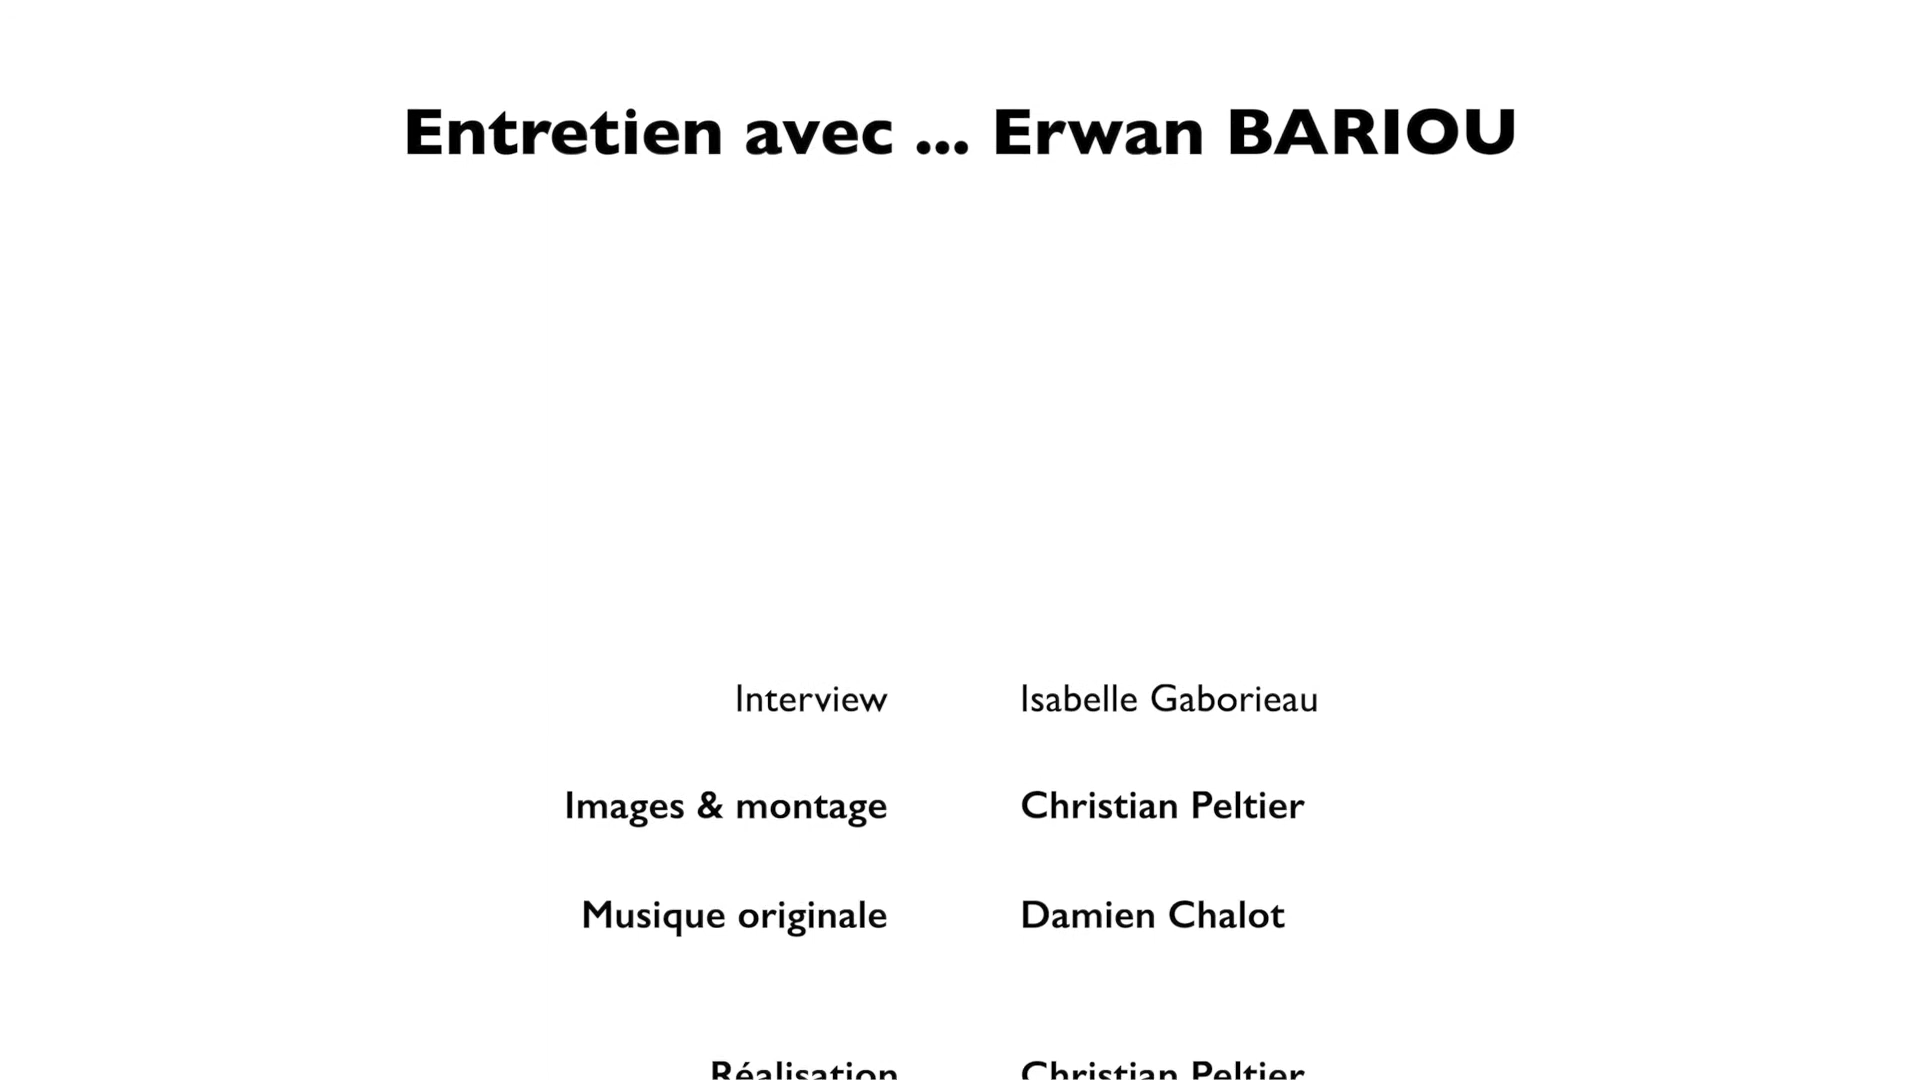 Entretien avec ... Erwan BARIOU
Interview Isabelle Gaborieau
Images & montage Christian Peltier
Musique originale Damien Chalot
Réalisation Christian Peltier